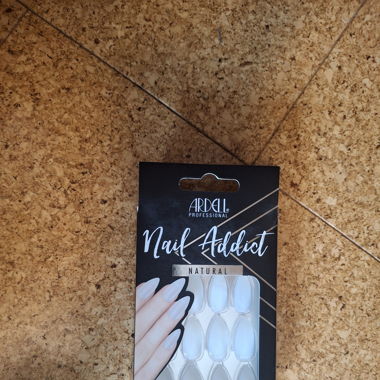 ARDELL
PROFESSIONAL
Nail Addict
NATURAL